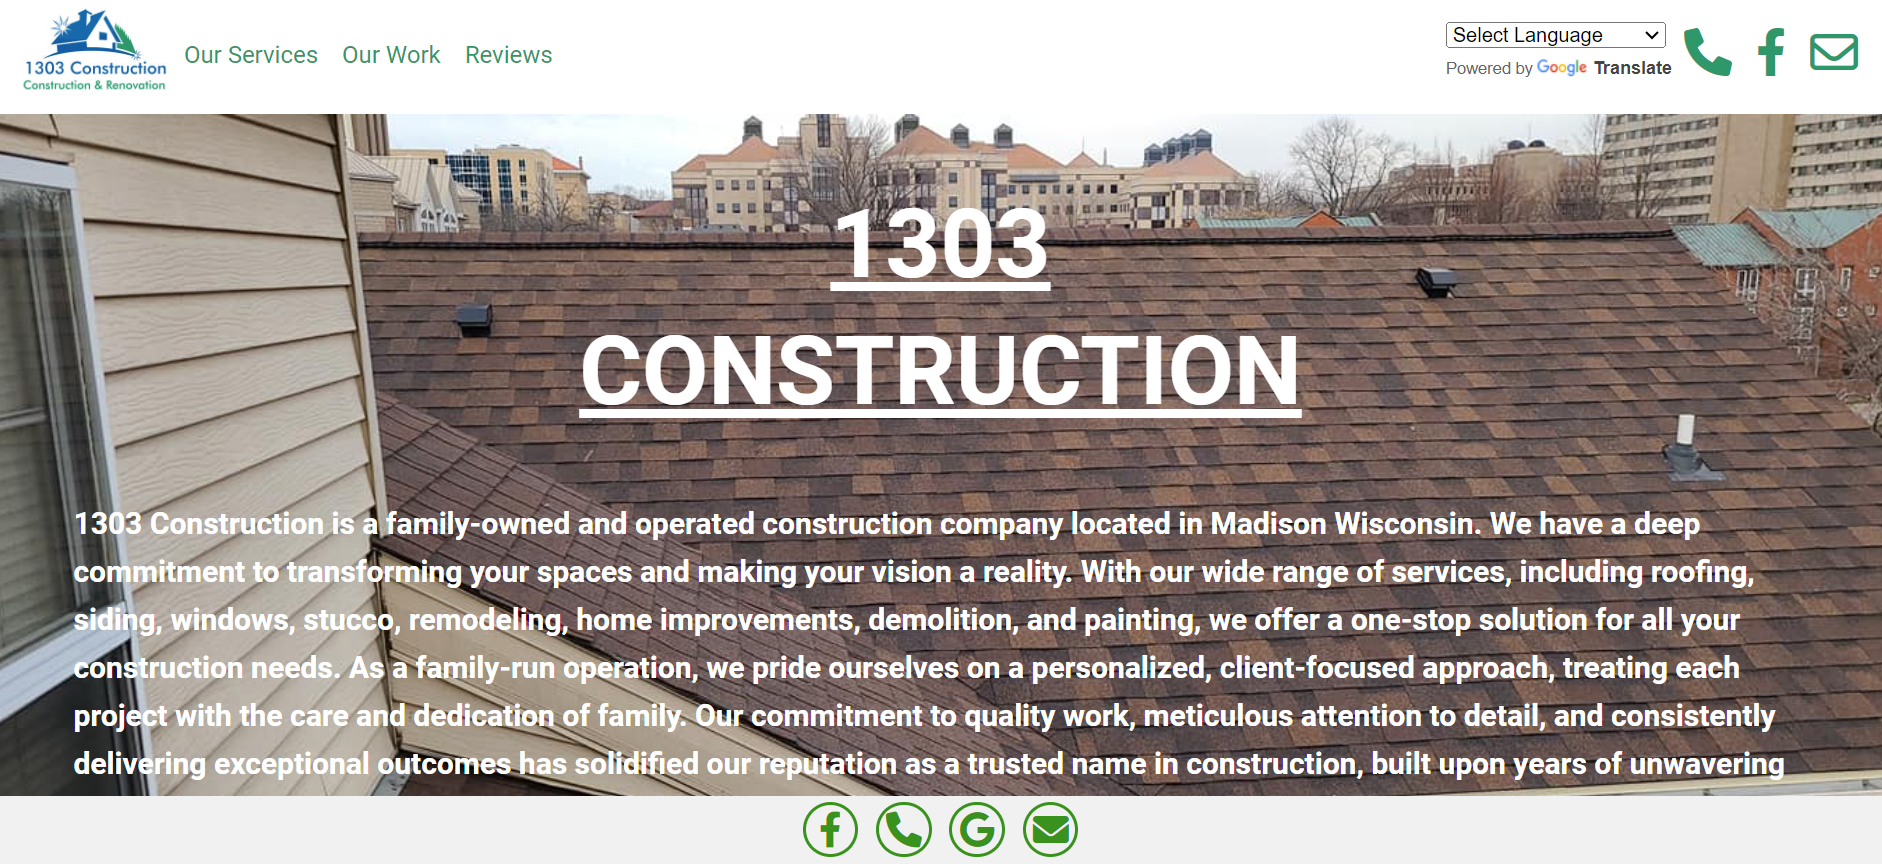 1303 Construction
Construction & Renovation
Our Services
Our Work
Reviews
Select Language
Powered by Google Translate
1303
CONSTRUCTION
1303 Construction is a family-owned and operated construction company located in Madison Wisconsin. We have a deep
commitment to transforming your spaces and making your vision a reality. With our wide range of services, including roofing,
siding, windows, stucco, remodeling, home improvements, demolition, and painting, we offer a one-stop solution for all your
construction needs. As a family-run operation, we pride ourselves on a personalized, client-focused approach, treating each
project with the care and dedication of family. Our commitment to quality work, meticulous attention to detail, and consistently
delivering exceptional outcomes has solidified our reputation as a trusted name in construction, built upon years of unwavering